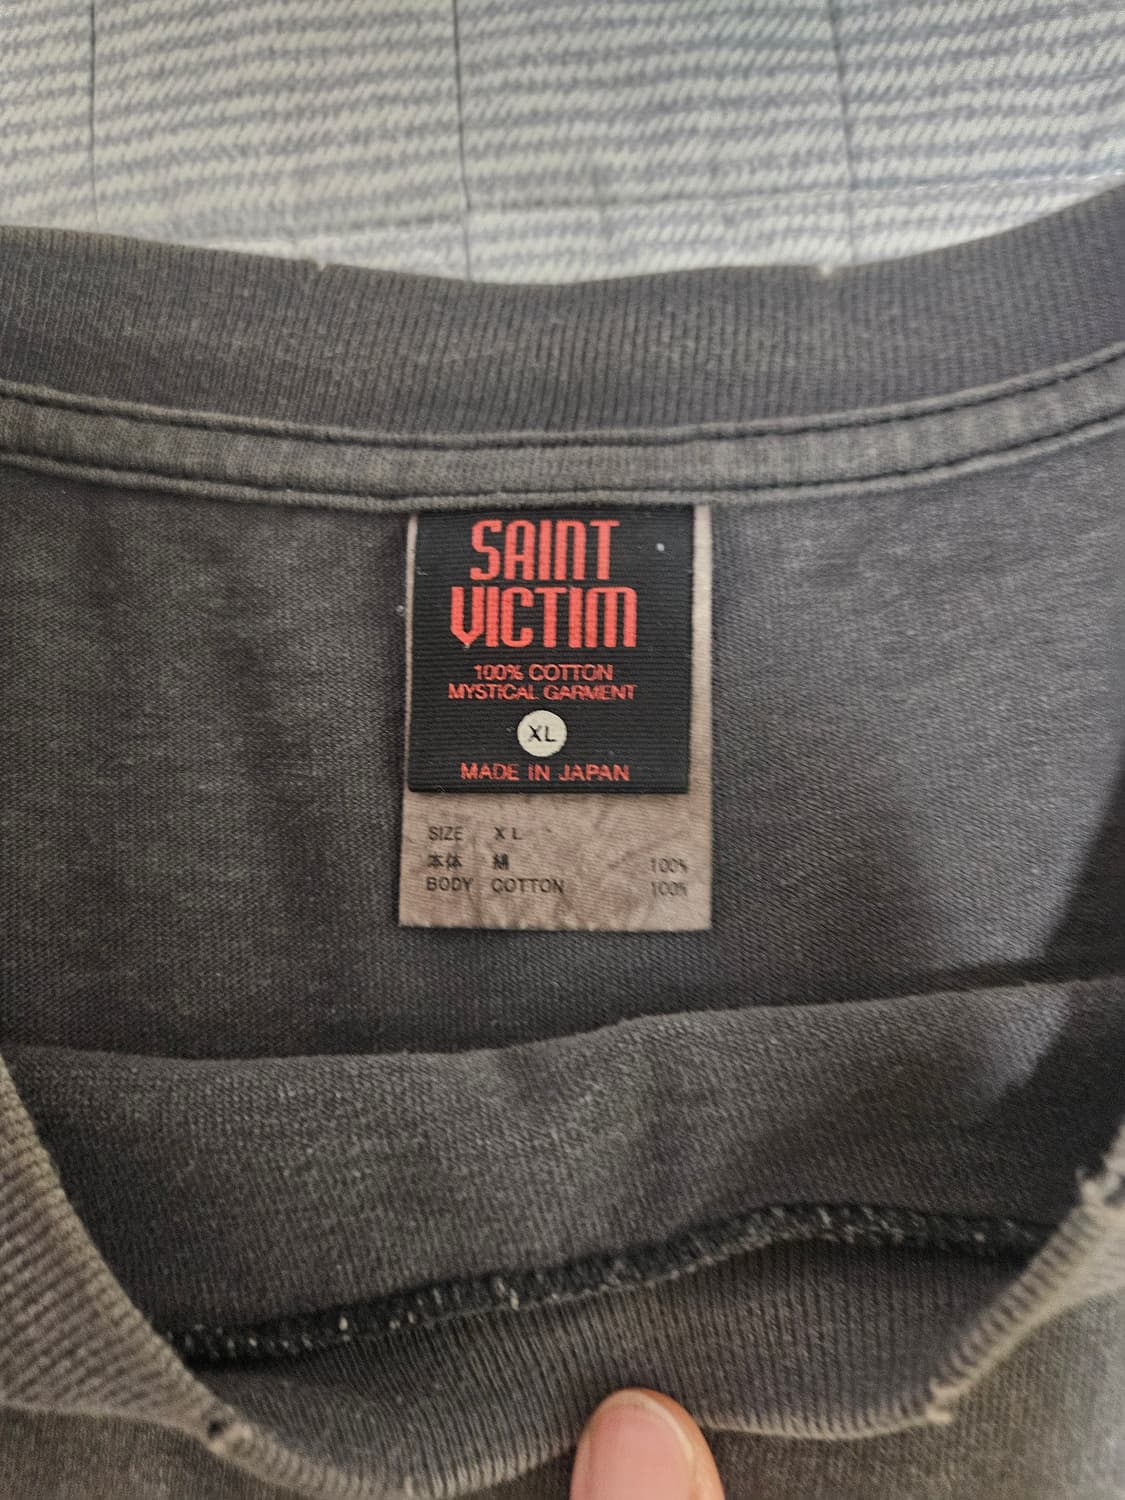 SAINT
VICTIM
100% COTTON
MYSTICAL GARMENT
XL
MADE IN JAPAN
SIZE XL
本体 綿 100%
BODY COTTON 100%